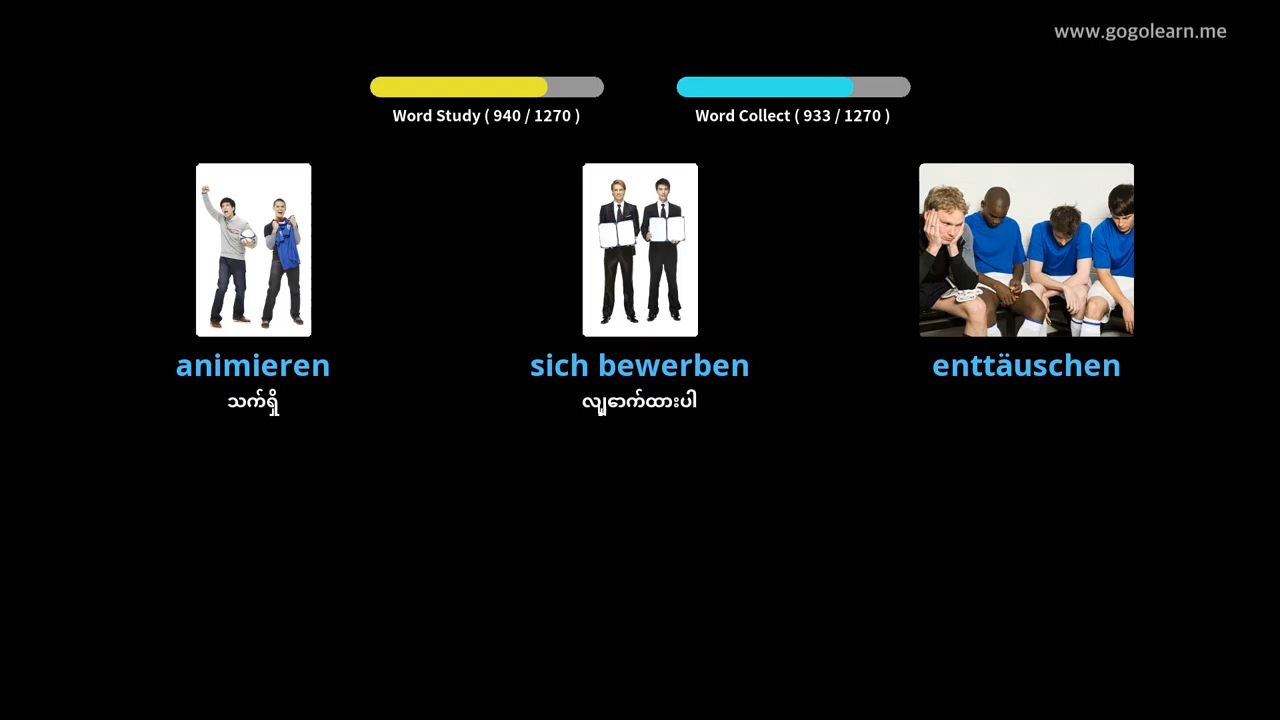 www.gogolearn.me
Word Study ( 940 / 1270 )
Word Collect ( 933 / 1270 )
animieren
သက်ရှိ
sich bewerben
လျှောက်ထားပါ
enttäuschen